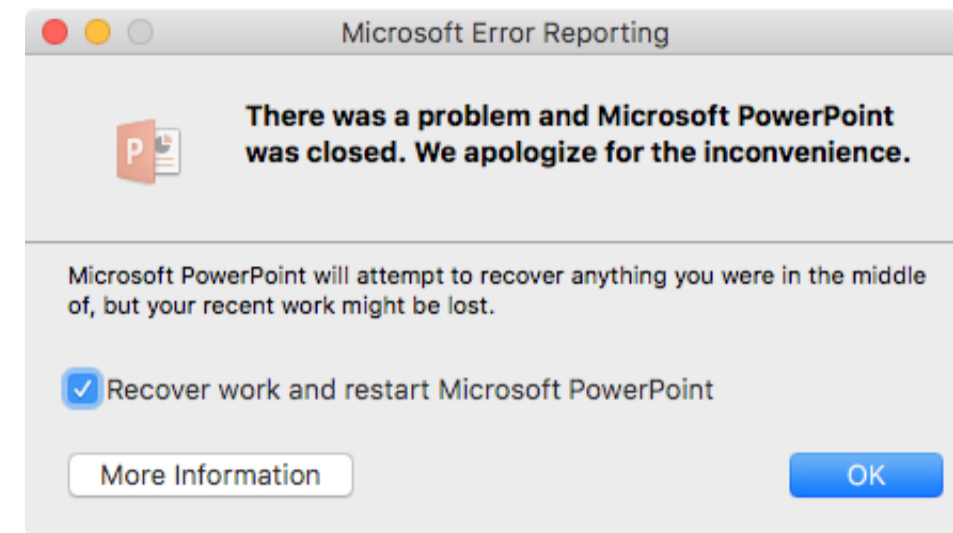 Microsoft Error Reporting
There was a problem and Microsoft PowerPoint
was closed. We apologize for the inconvenience.
P
Microsoft PowerPoint will attempt to recover anything you were in the middle
of, but your recent work might be lost.
Recover work and restart Microsoft PowerPoint
More Information
OK